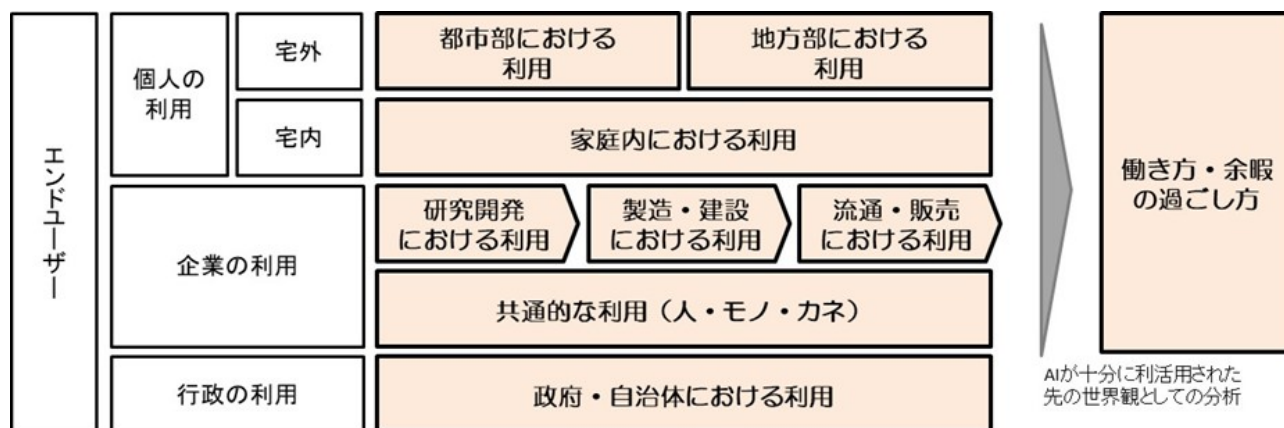 エンドユーザー
個人の
利用
宅外
都市部における
利用
地方部における
利用
宅内
家庭内における利用
企業の利用
研究開発
における利用
製造・建設
における利用
流通・販売
における利用
共通的な利用（人・モノ・カネ）
行政の利用
政府・自治体における利用
働き方・余暇
の過ごし方
AIが十分に利活用された
先の世界観としての分析